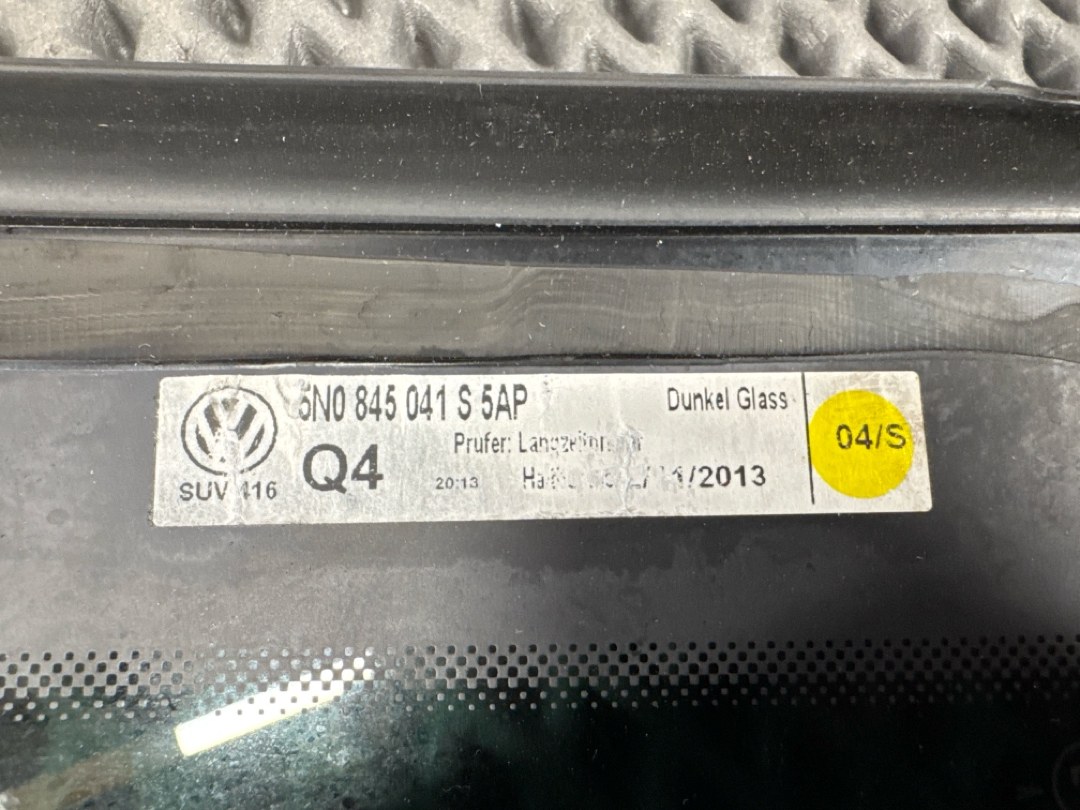 5N0 845 041 S 5AP
Dunkel Glass
Prufer:
04/S
Q4
SUV 416
20:13
/2013